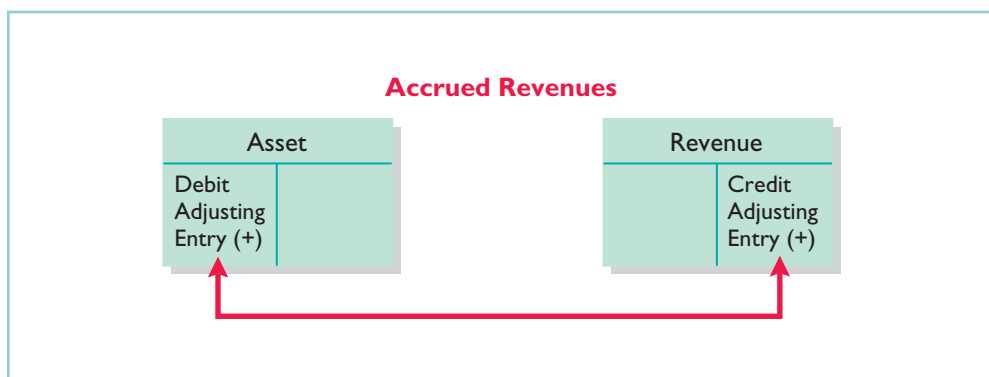 Accrued Revenues
Asset
Debit
Adjusting
Entry (+)
Revenue
Credit
Adjusting
Entry (+)